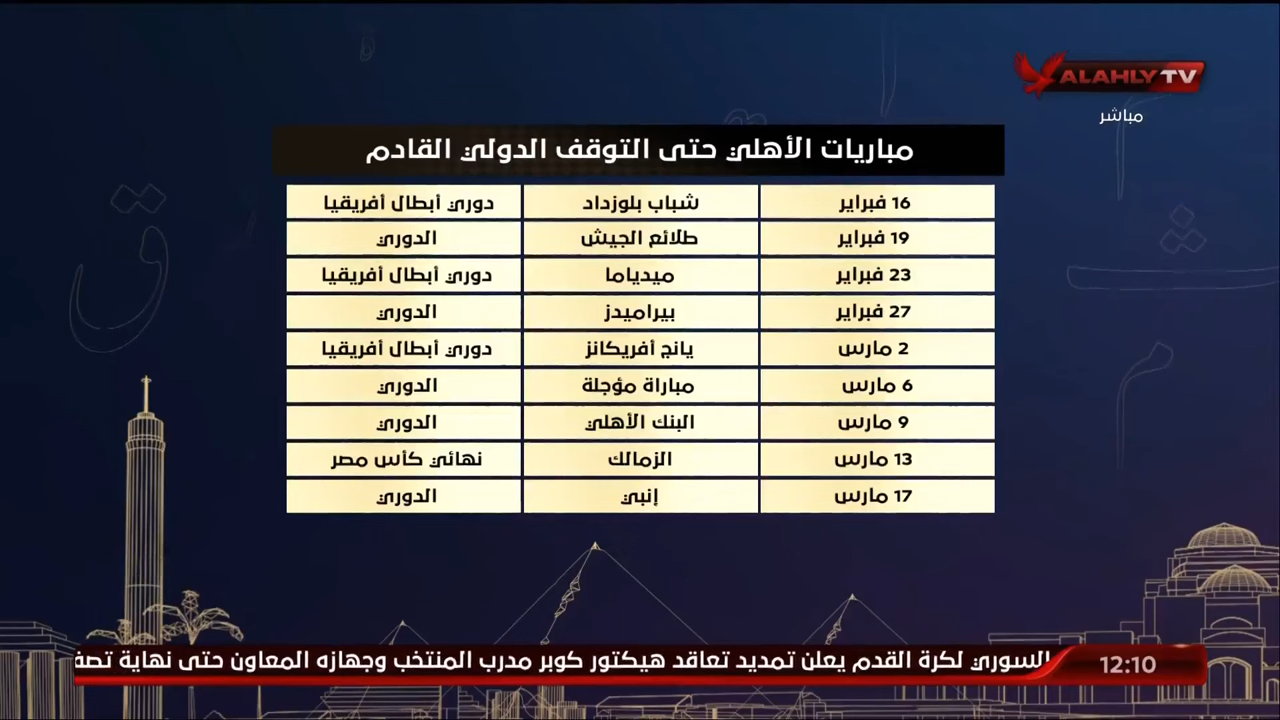 ALAHLY TV
مباشر
مباريات الأهلي حتى التوقف الدولي القادم
16 فبراير شباب بلوزداد دوري أبطال أفريقيا
19 فبراير طلائع الجيش الدوري
23 فبراير ميدياما دوري أبطال أفريقيا
27 فبراير بيراميدز الدوري
2 مارس يانج أفريكانز دوري أبطال أفريقيا
6 مارس مباراة مؤجلة الدوري
9 مارس البنك الأهلي الدوري
13 مارس الزمالك نهائي كأس مصر
17 مارس إنبي الدوري
12:10 السوري لكرة القدم يعلن تمديد تعاقد هيكتور كوبر مدرب المنتخب وجهازه المعاون حتى نهاية